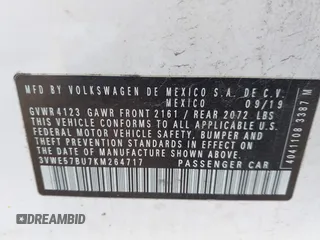 MFD BY VOLKSWAGEN DE MEXICO S.A. DE C.V.
MEXICO 09/19
GVWR4123 GAWR FRONT 2161 / REAR 2072 LBS
THIS VEHICLE CONFORMS TO ALL APPLICABLE U.S.
FEDERAL MOTOR VEHICLE SAFETY, BUMPER, AND
THEFT PREVENTION STANDARDS IN EFFECT ON THE
DATE OF MANUFACTURE SHOWN ABOVE.
3VWE57BU7KM264717 PASSENGER CAR
4041108 3387 M
DRIVEDAX